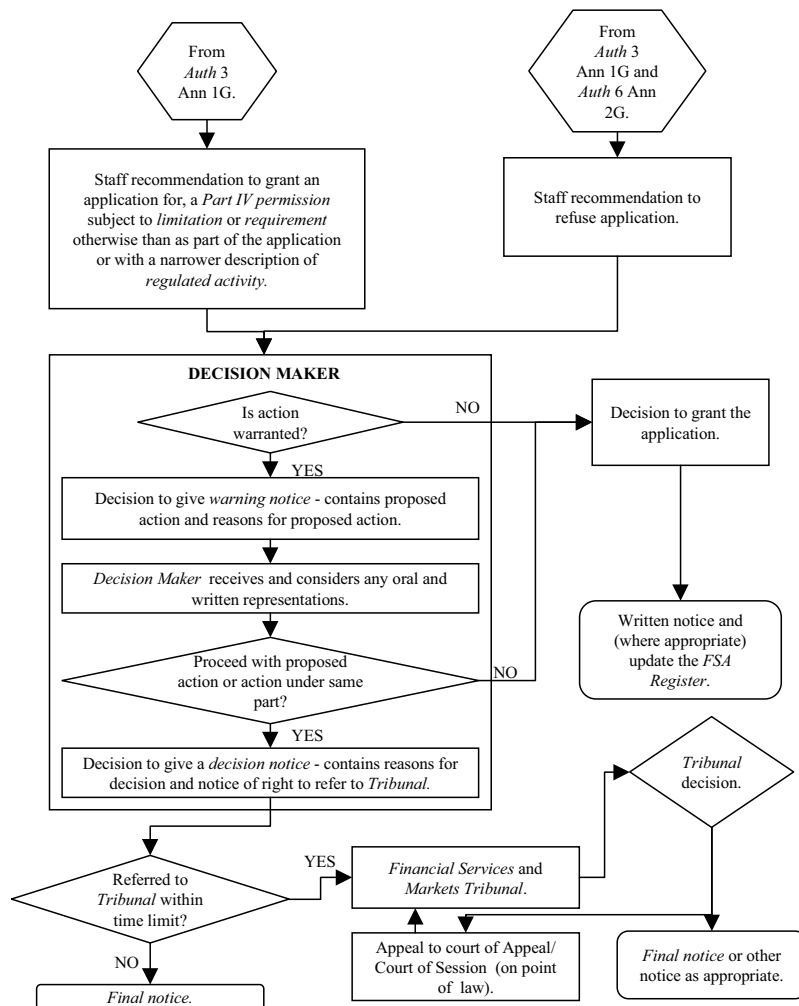 From
Auth 3
Ann 1G.
From
Auth 3
Ann 1G and
Auth 6 Ann
2G.
Staff recommendation to grant an
application for, a Part IV permission
subject to limitation or requirement
otherwise than as part of the application
or with a narrower description of
regulated activity.
Staff recommendation to
refuse application.
DECISION MAKER
Is action
warranted?
NO
Decision to grant the
application.
YES
Decision to give warning notice - contains proposed
action and reasons for proposed action.
Decision Maker receives and considers any oral and
written representations.
Written notice and
(where appropriate)
update the FSA
Register.
Proceed with proposed
action or action under same
part?
NO
YES
Decision to give a decision notice - contains reasons for
decision and notice of right to refer to Tribunal.
Tribunal
decision.
Referred to
Tribunal within
time limit?
YES
Financial Services and
Markets Tribunal.
Appeal to court of Appeal/
Court of Session (on point
of law).
Final notice or other
notice as appropriate.
NO
Final notice.